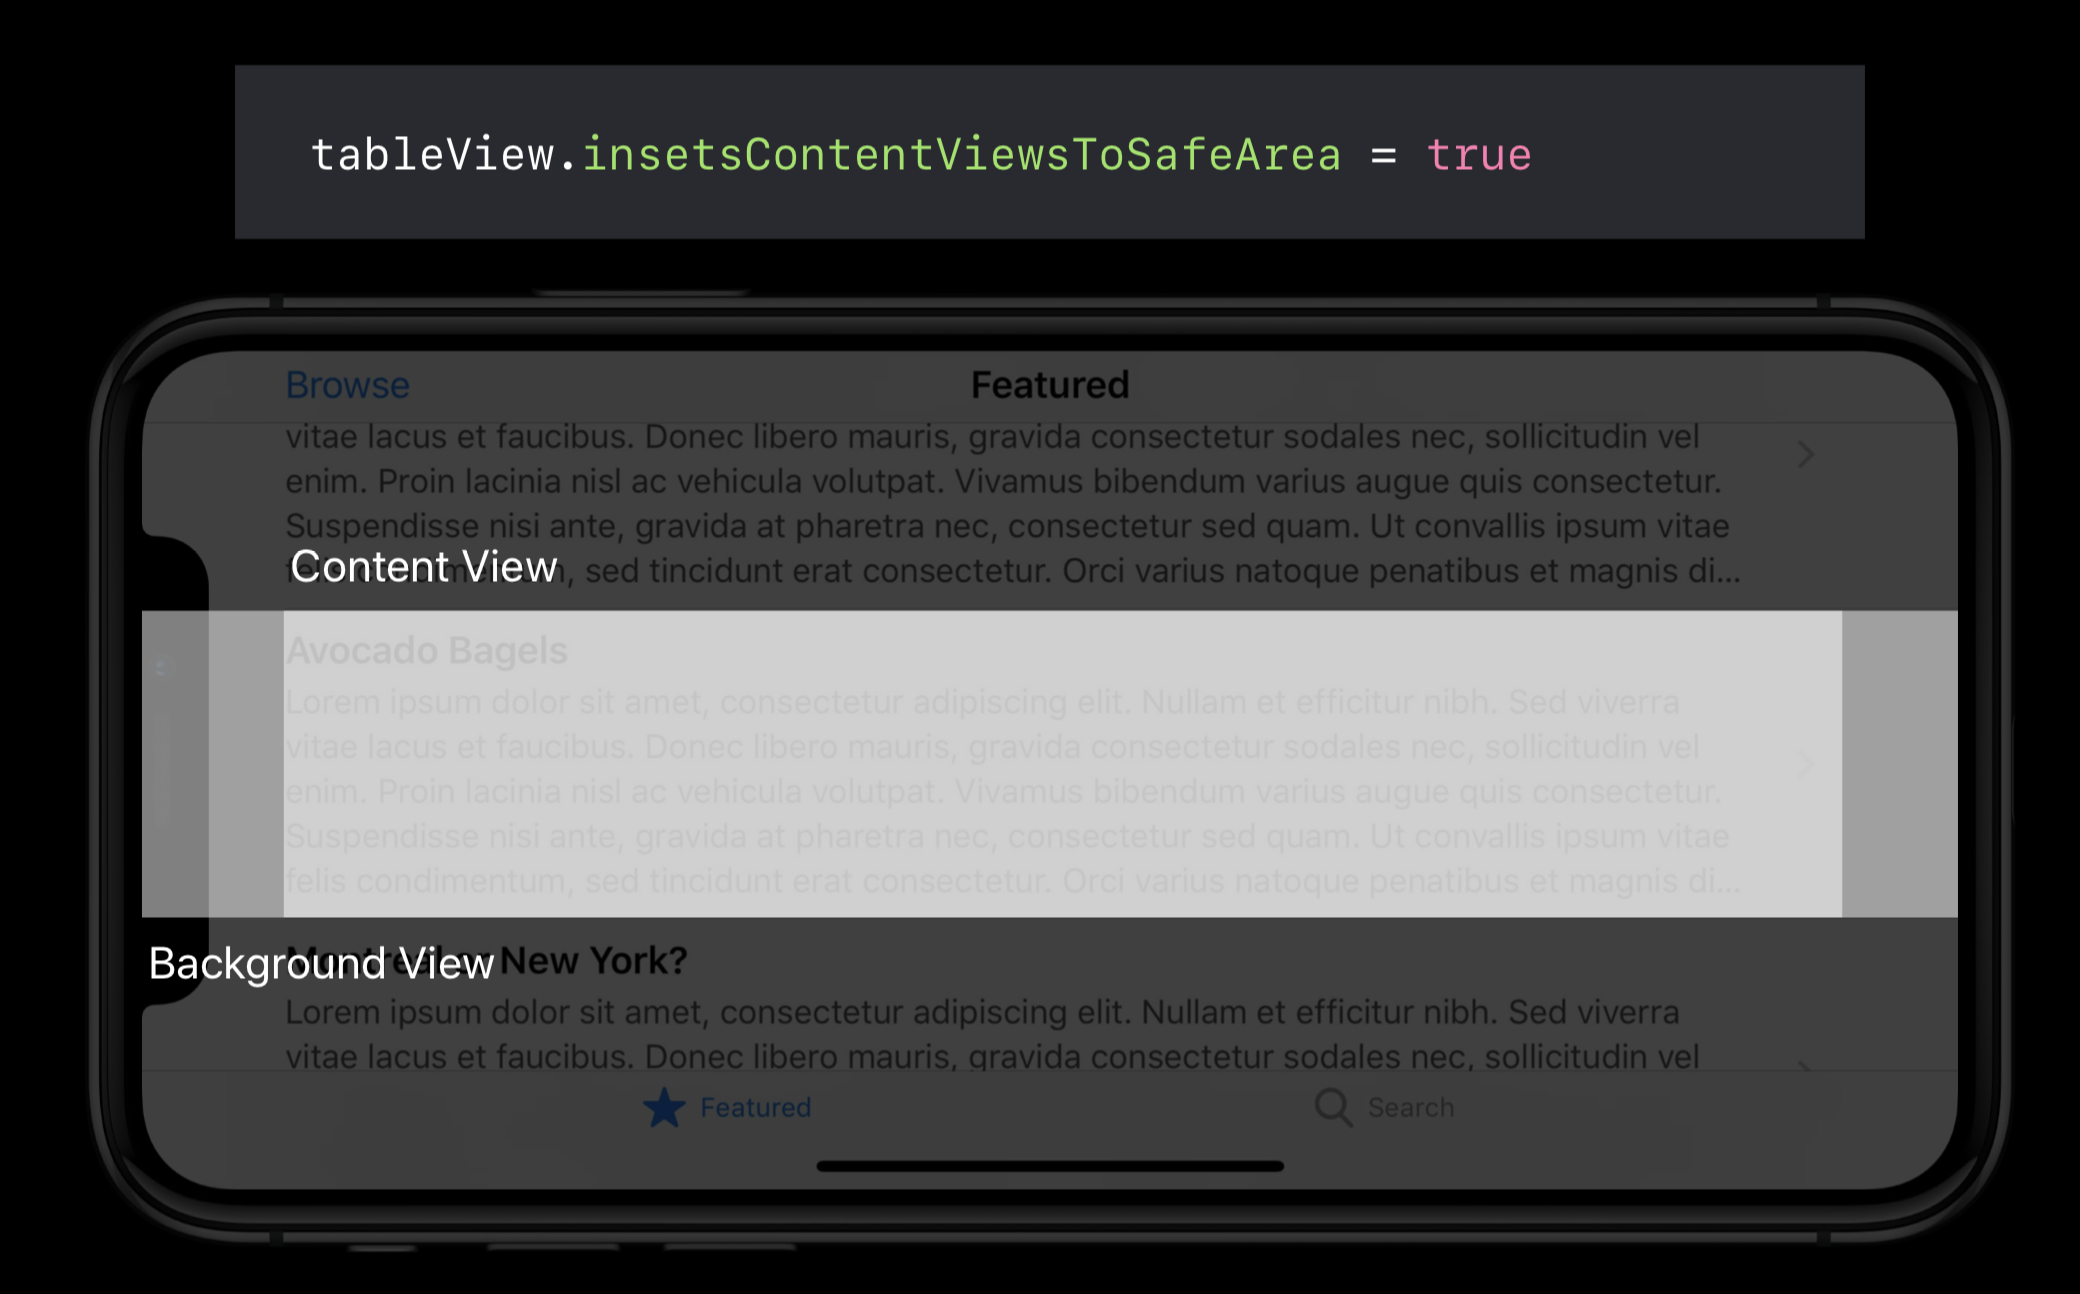 tableView.insetsContentViewsToSafeArea = true
Browse
Featured
vitae lacus et faucibus. Donec libero mauris, gravida consectetur sodales nec, sollicitudin vel
enim. Proin lacinia nisl ac vehicula volutpat. Vivamus bibendum varius augue quis consectetur.
Suspendisse nisi ante, gravida at pharetra nec, consectetur sed quam. Ut convallis ipsum vitae
felis condimentum, sed tincidunt erat consectetur. Orci varius natoque penatibus et magnis di...
Content View
Avocado Bagels
Lorem ipsum dolor sit amet, consectetur adipiscing elit. Nullam et efficitur nibh. Sed viverra
vitae lacus et faucibus. Donec libero mauris, gravida consectetur sodales nec, sollicitudin vel
enim. Proin lacinia nisl ac vehicula volutpat. Vivamus bibendum varius augue quis consectetur.
Suspendisse nisi ante, gravida at pharetra nec, consectetur sed quam. Ut convallis ipsum vitae
felis condimentum, sed tincidunt erat consectetur. Orci varius natoque penatibus et magnis di...
Background View
Montreal or New York?
Lorem ipsum dolor sit amet, consectetur adipiscing elit. Nullam et efficitur nibh. Sed viverra
vitae lacus et faucibus. Donec libero mauris, gravida consectetur sodales nec, sollicitudin vel
Featured
Search